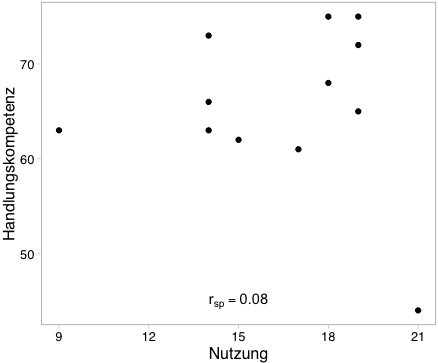 70
60
50
Handlungskompetenz
r_sp = 0.08
9 12 15 18 21
Nutzung